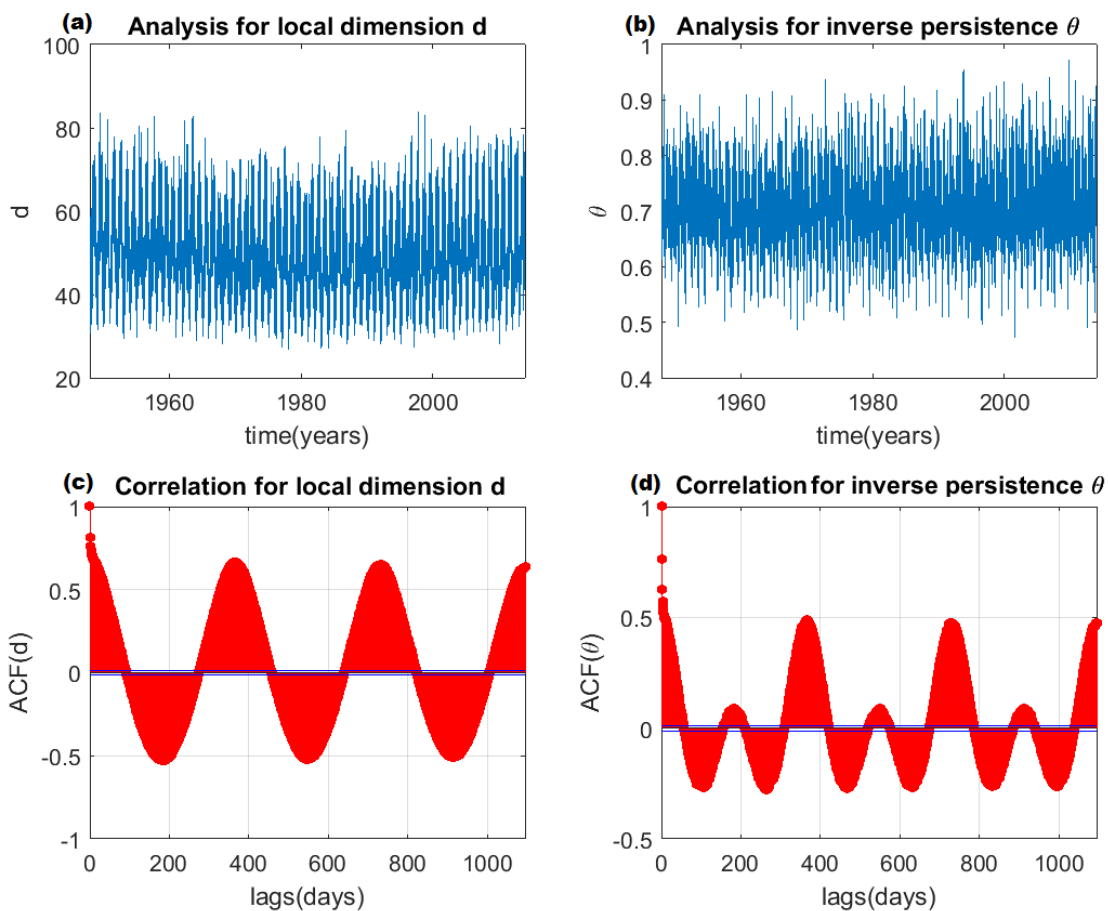 (a) Analysis for local dimension d
100
80
60
40
20
d
1960 2000 1980
time(years)
(b) Analysis for inverse persistence θ
1
0.9
0.8
0.7
0.6
0.5
0.4
θ
1960 1980 2000
time(years)
(c) Correlation for local dimension d
1
0.5
0
-0.5
-1
ACF(d)
0 200 400 600 800 1000
lags(days)
(d) Correlation for inverse persistence θ
1
0.5
0
-0.5
ACF(θ)
0 200 400 600 800 1000
lags(days)